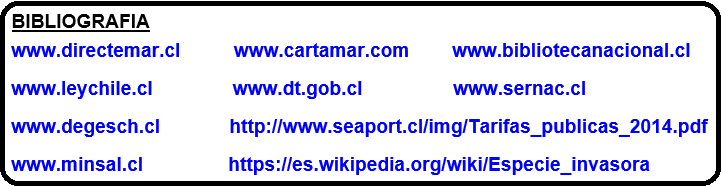 BIBLIOGRAFIA
www.directemar.cl www.cartamar.com www.bibliotecanacional.cl
www.leychile.cl www.dt.gob.cl www.sernac.cl
www.degesch.cl http://www.seaport.cl/img/Tarifas_publicas_2014.pdf
www.minsal.cl https://es.wikipedia.org/wiki/Especie_invasora